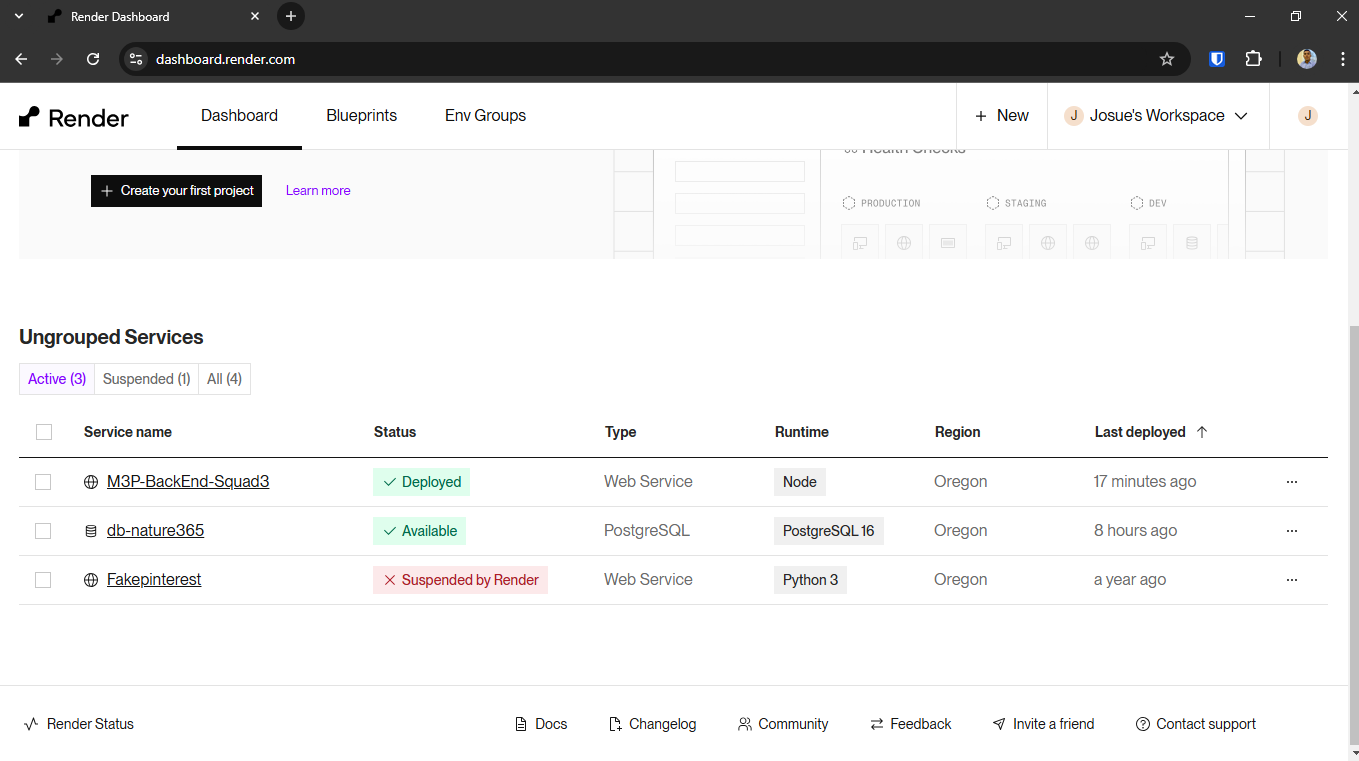 Render Dashboard
dashboard.render.com
Render Dashboard Blueprints Env Groups + New J Josue's Workspace J
Health Checks
+ Create your first project Learn more
PRODUCTION STAGING DEV
Ungrouped Services
Active (3) Suspended (1) All (4)
Service name Status Type Runtime Region Last deployed
M3P-BackEnd-Squad3 Deployed Web Service Node Oregon 17 minutes ago
db-nature365 Available PostgreSQL PostgreSQL 16 Oregon 8 hours ago
Fakepinterest Suspended by Render Web Service Python 3 Oregon a year ago
Render Status Docs Changelog Community Feedback Invite a friend Contact support